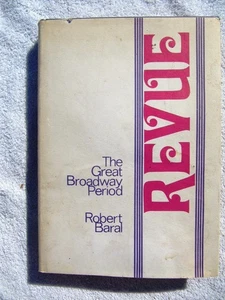 REVUE
The
Great
Broadway
Period
Robert
Baral